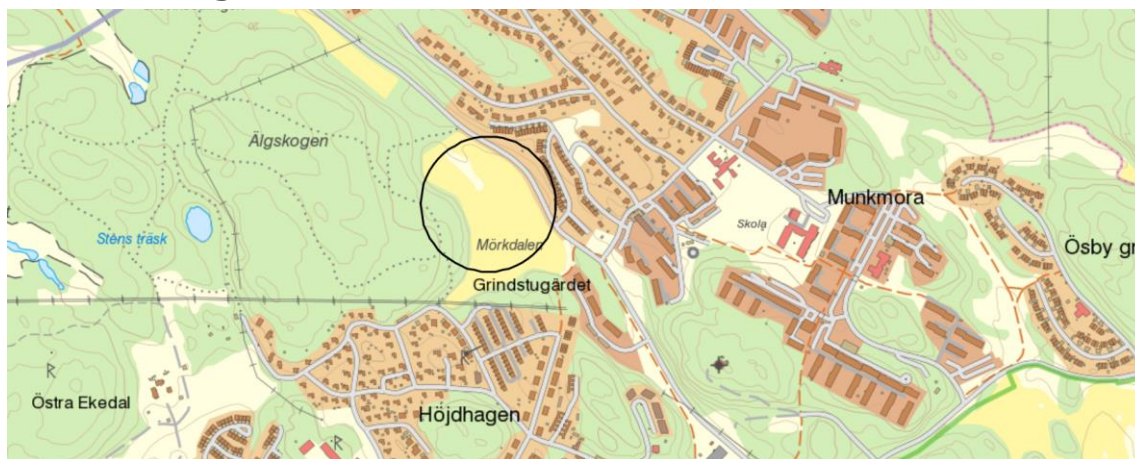 Älgskogen
Munkmora
Skola
Stens träsk
Mörkdalen
Ösby gr
Grindstugärdet
R
R
Östra Ekedal
Höjdhagen
R